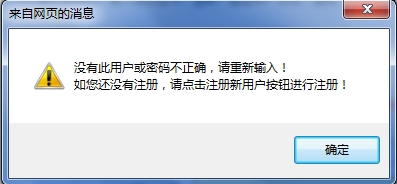 来自网页的消息
没有此用户或密码不正确，请重新输入！
如您还没有注册，请点击注册新用户按钮进行注册！
确定